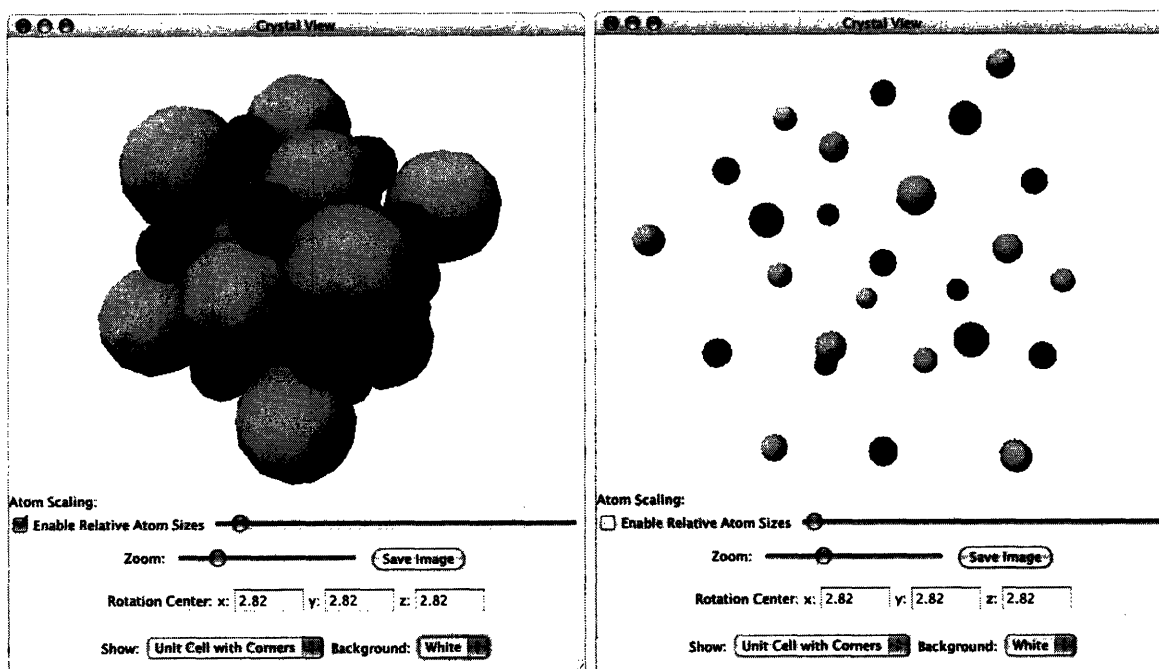 Crystal View
Atom Scaling:
Enable Relative Atom Sizes
Zoom: Save Image
Rotation Center: x: 2.82 y: 2.82 z: 2.82
Show: Unit Cell with Corners Background: White
Crystal View
Atom Scaling:
Enable Relative Atom Sizes
Zoom: Save Image
Rotation Center: x: 2.82 y: 2.82 z: 2.82
Show: Unit Cell with Corners Background: White